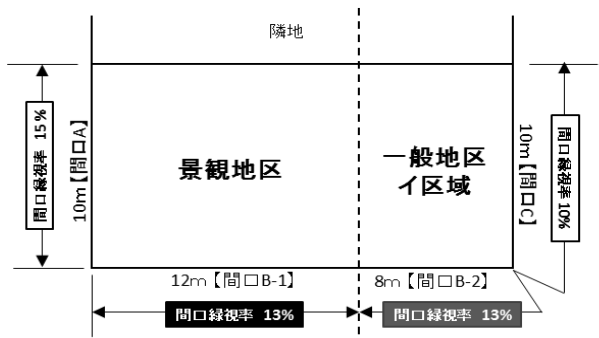 隣地
間口緑視率 15%
10m【間口A】
景観地区
一般地区
イ区域
10m【間口C】
間口緑視率 10%
12m【間口B-1】
8m【間口B-2】
間口緑視率 13%
間口緑視率 13%